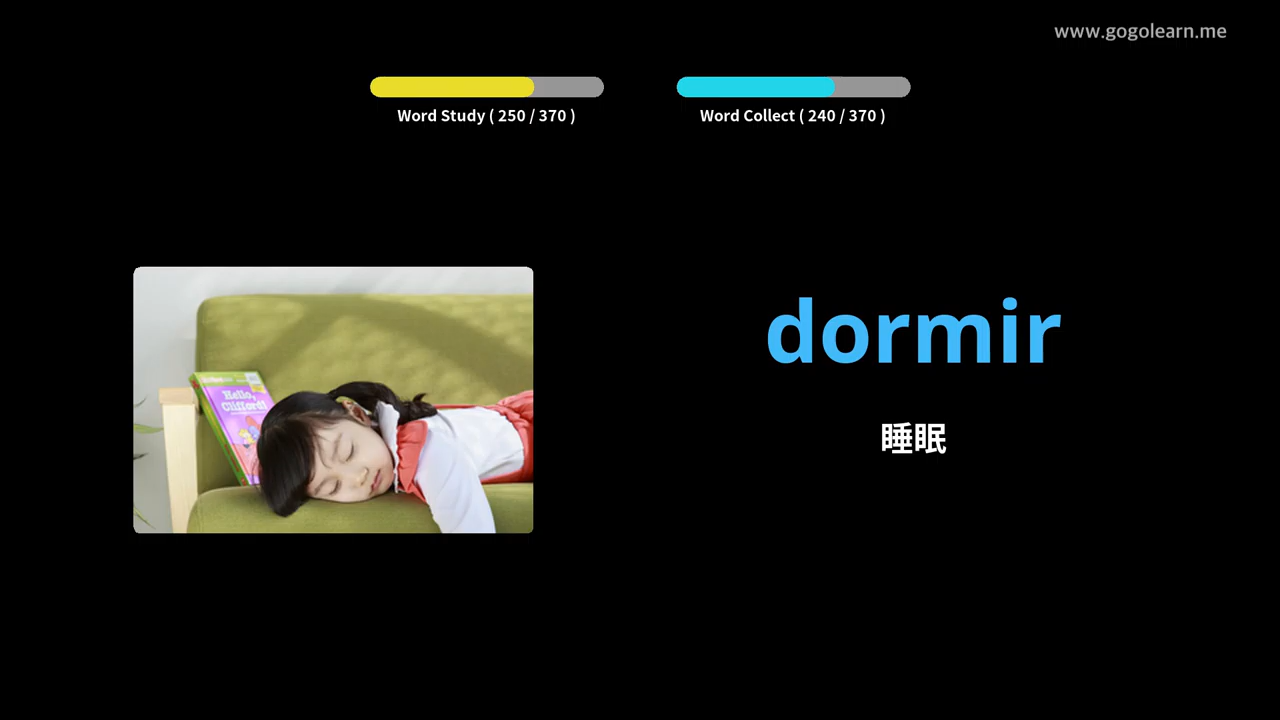 www.gogolearn.me
Word Study ( 250 / 370 )
Word Collect ( 240 / 370 )
Hello,
Clifford!
dormir
睡眠